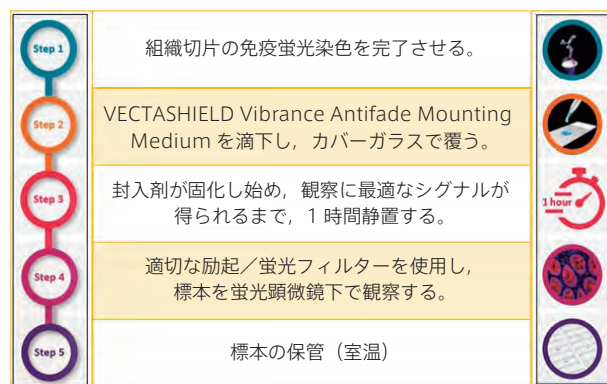 Step 1
組織切片の免疫蛍光染色を完了させる。
Step 2
VECTASHIELD Vibrance Antifade Mounting
Medium を滴下し，カバーガラスで覆う。
Step 3
封入剤が固化し始め，観察に最適なシグナルが
得られるまで，1 時間静置する。
1 hour
Step 4
適切な励起／蛍光フィルターを使用し，
標本を蛍光顕微鏡下で観察する。
Step 5
標本の保管（室温）